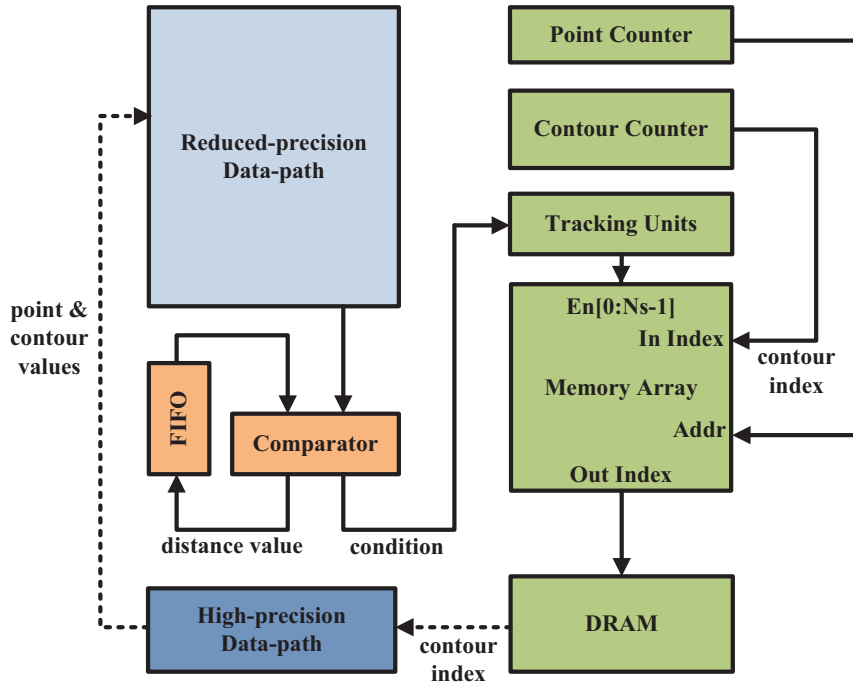 Point Counter
Reduced-precision
Data-path
Contour Counter
Tracking Units
point &
contour
values
En[0:Ns-1]
In Index
contour
index
Memory Array
FIFO
Comparator
Addr
Out Index
distance value
condition
High-precision
Data-path
contour
index
DRAM